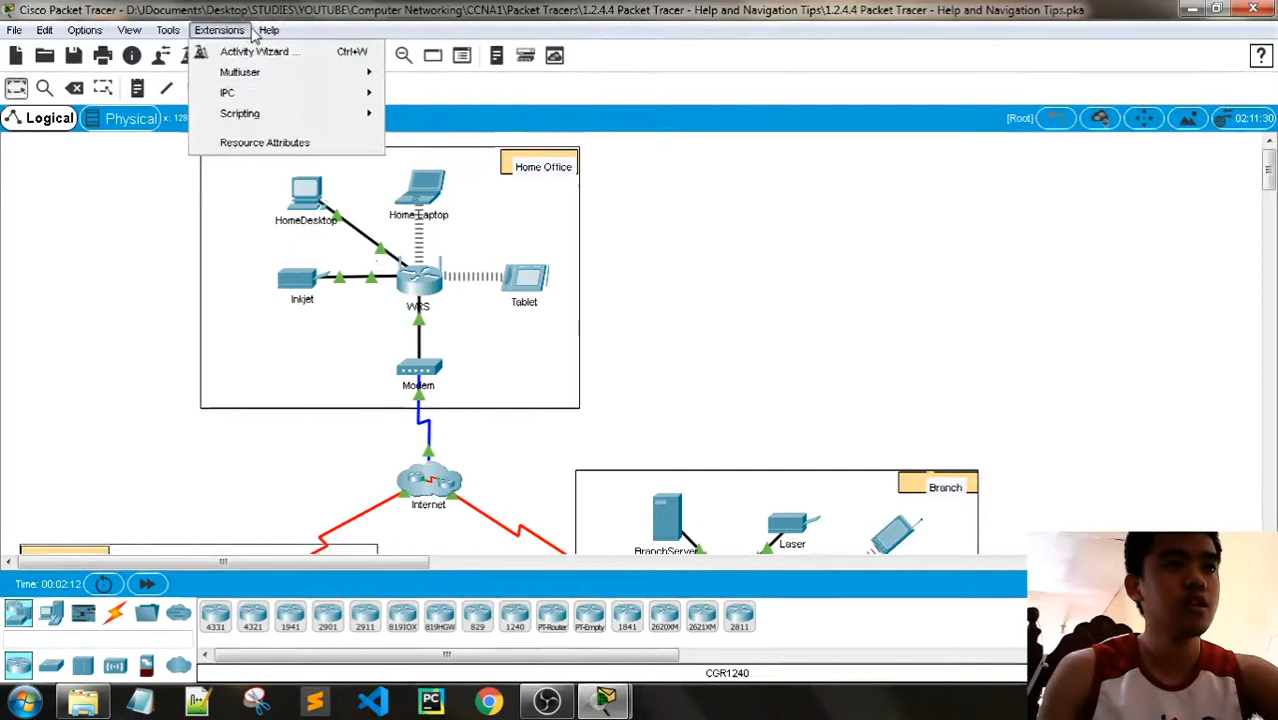 Cisco Packet Tracer - D:\JDocuments\Desktop\STUDIES\YOUTUBE\Computer Networking\CCNA1\Packet Tracers\1.2.4.4 Packet Tracer - Help and Navigation Tips\1.2.4.4 Packet Tracer - Help and Navigation Tips.pka
File Edit Options View Tools Extensions Help
Activity Wizard ... Ctrl+W
Multiuser
IPC
Scripting
Resource Attributes
Logical Physical x: 128 [Root] 02:11:30
Home Office
HomeDesktop
Home Laptop
Inkjet
WRS
Tablet
Modem
Internet
Branch
BranchServer
Laser
Time: 00:02:12
4331 4321 1941 2901 2911 819IOX 819HGW 829 1240 PT-Router PT-Empty 1841 2620XM 2621XM 2811
CGR1240
PC